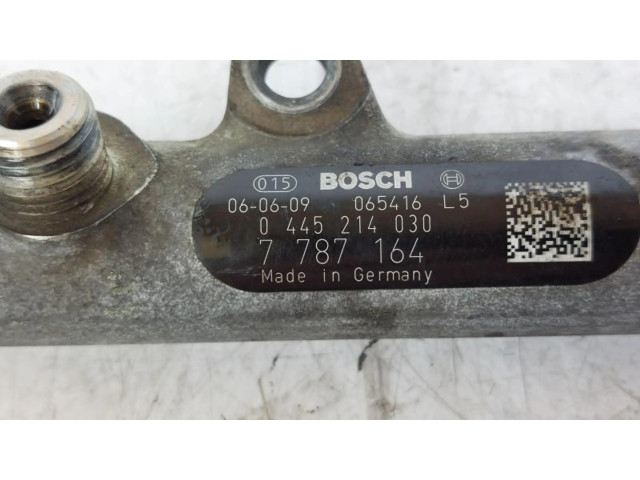 015 BOSCH
06-06-09 065416 L5
0 445 214 030
7 787 164
Made in Germany